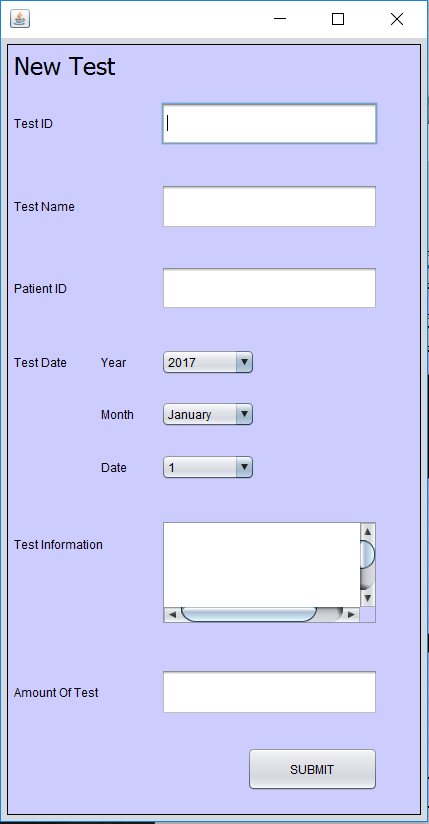 New Test
Test ID
Test Name
Patient ID
Test Date Year 2017
Month January
Date 1
Test Information
Amount Of Test
SUBMIT